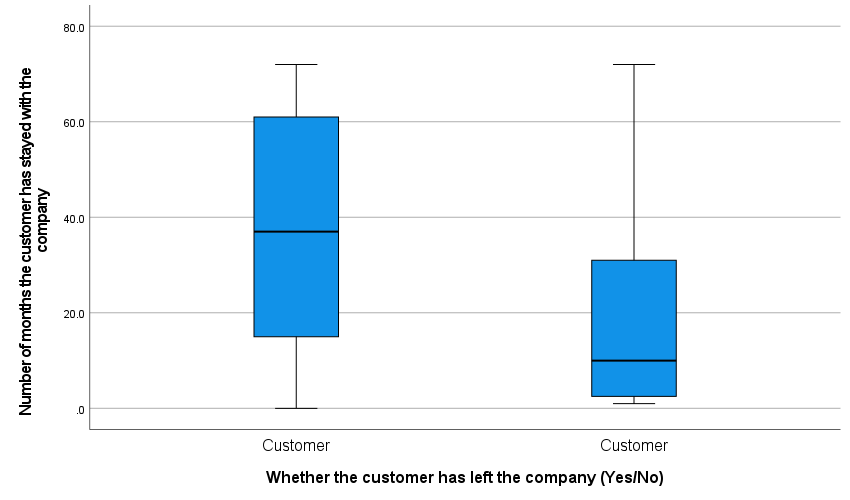 Number of months the customer has stayed with the
company
80.0
60.0
40.0
20.0
.0
Customer
Customer
Whether the customer has left the company (Yes/No)